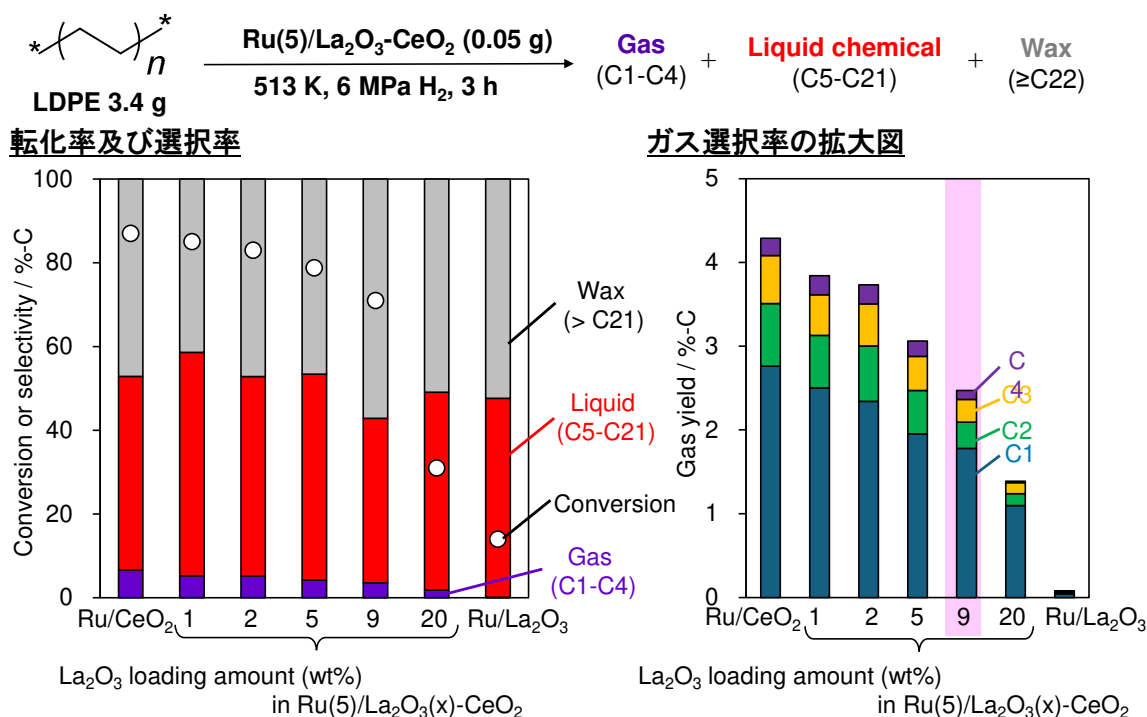 * ( ) n *
LDPE 3.4 g
Ru(5)/La₂O₃-CeO₂ (0.05 g)
513 K, 6 MPa H₂, 3 h
Gas + Liquid chemical + Wax
(C1-C4) (C5-C21) (≥C22)
転化率及び選択率
Conversion or selectivity / %-C
100
80
60
40
20
0
Wax
(> C21)
Liquid
(C5-C21)
Conversion
Gas
(C1-C4)
Ru/CeO₂ 1 2 5 9 20 Ru/La₂O₃
La₂O₃ loading amount (wt%)
in Ru(5)/La₂O₃(x)-CeO₂
ガス選択率の拡大図
Gas yield / %-C
5
4
3
2
1
0
C
4
C3
C2
C1
Ru/CeO₂ 1 2 5 9 20 Ru/La₂O₃
La₂O₃ loading amount (wt%)
in Ru(5)/La₂O₃(x)-CeO₂